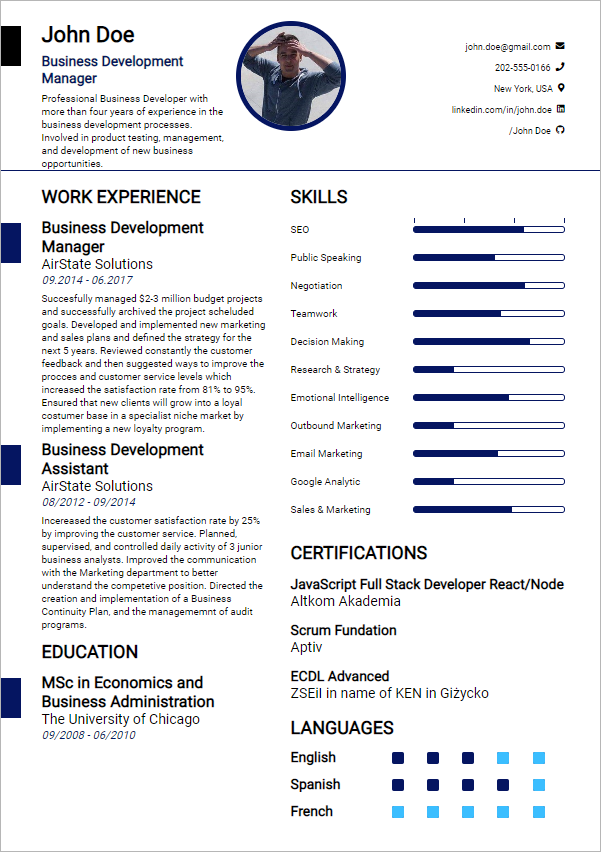 John Doe
Business Development
Manager
Professional Business Developer with
more than four years of experience in the
business development processes.
Involved in product testing, management,
and development of new business
opportunities.
john.doe@gmail.com
202-555-0166
New York, USA
linkedin.com/in/john.doe
/John Doe
WORK EXPERIENCE
Business Development
Manager
AirState Solutions
09.2014 - 06.2017
Succesfully managed $2-3 million budget projects
and successfully archived the project scheluded
goals. Developed and implemented new marketing
and sales plans and defined the strategy for the
next 5 years. Reviewed constantly the customer
feedback and then suggested ways to improve the
procces and customer service levels which
increased the satisfaction rate from 81% to 95%.
Ensured that new clients will grow into a loyal
costumer base in a specialist niche market by
implementing a new loyalty program.
Business Development
Assistant
AirState Solutions
08/2012 - 09/2014
Incereased the customer satisfaction rate by 25%
by improving the customer service. Planned,
supervised, and controlled daily activity of 3 junior
business analysts. Improved the communication
with the Marketing department to better
understand the competetive position. Directed the
creation and implementation of a Business
Continuity Plan, and the managememnt of audit
programs.
EDUCATION
MSc in Economics and
Business Administration
The University of Chicago
09/2008 - 06/2010
SKILLS
SEO
Public Speaking
Negotiation
Teamwork
Decision Making
Research & Strategy
Emotional Intelligence
Outbound Marketing
Email Marketing
Google Analytic
Sales & Marketing
CERTIFICATIONS
JavaScript Full Stack Developer React/Node
Altkom Akademia
Scrum Fundation
Aptiv
ECDL Advanced
ZSEiI in name of KEN in Giżycko
LANGUAGES
English
Spanish
French